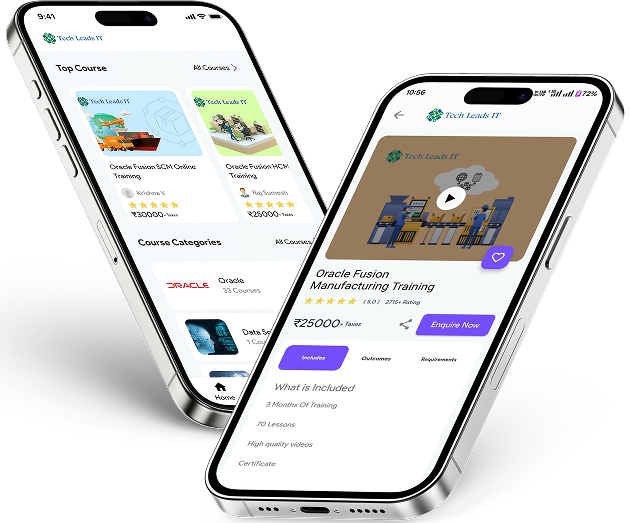 9:41
Tech Leads IT
Top Course
All Courses
Tech Leads IT
Tech Leads IT
Oracle Fusion SCM Online
Training
Oracle Fusion HCM
Training
Krishna V
Raj Sumesh
₹30000+ Taxes
₹25000+ Taxes
Course Categories
All Courses
ORACLE
Oracle
33 Courses
Data Sc
1 Cou
Home
10:56
72%
Tech Leads IT
Tech Leads IT
Oracle Fusion
Manufacturing Training
(5.0) 2715+ Rating
₹25000+ Taxes
Enquire Now
Includes
Outcomes
Requirements
What is Included
3 Months Of Training
70 Lessons
High quality videos
Certificate